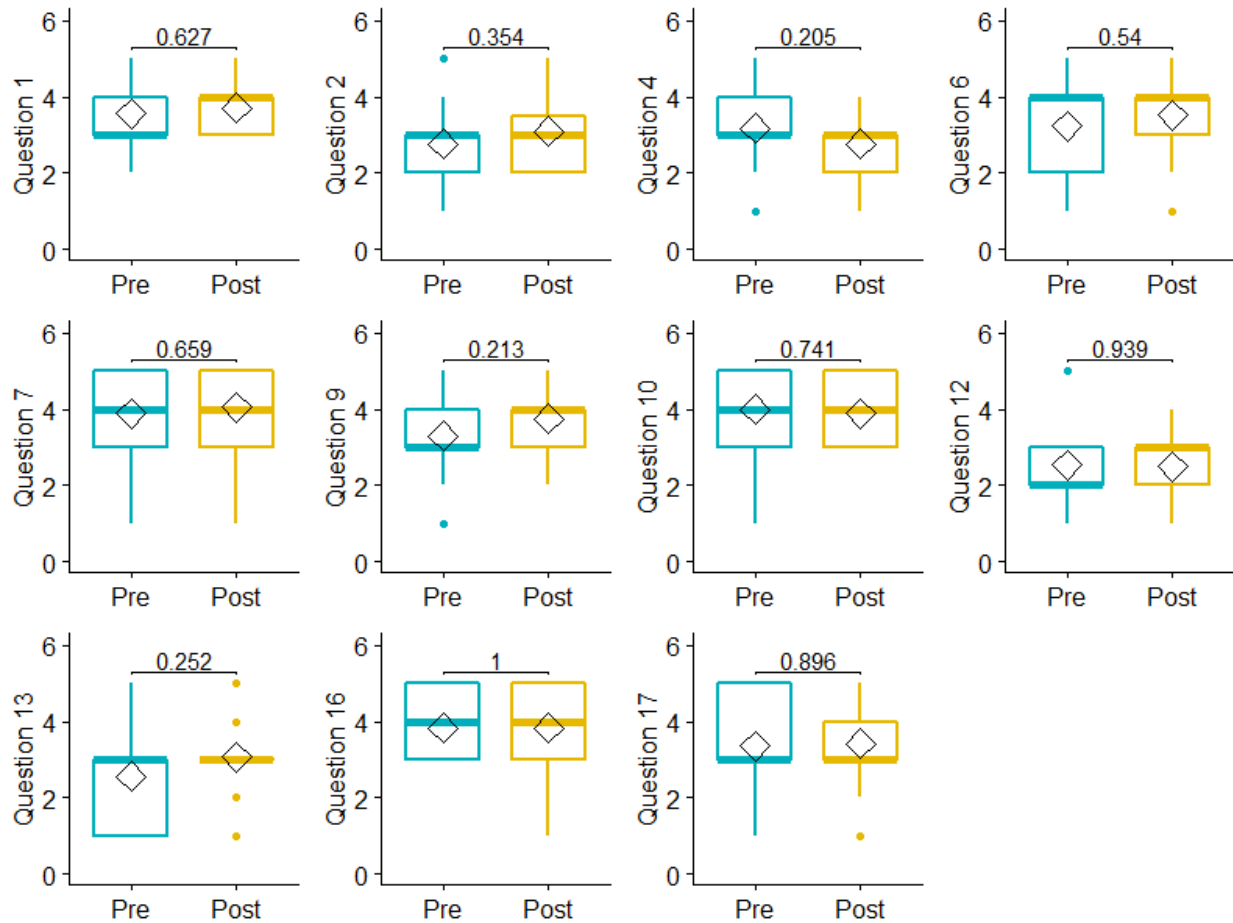 6
4
2
0
Question 1
0.627
Pre
Post
6
4
2
0
Question 2
0.354
Pre
Post
6
4
2
0
Question 4
0.205
Pre
Post
6
4
2
0
Question 6
0.54
Pre
Post
6
4
2
0
Question 7
0.659
Pre
Post
6
4
2
0
Question 9
0.213
Pre
Post
6
4
2
0
Question 10
0.741
Pre
Post
6
4
2
0
Question 12
0.939
Pre
Post
6
4
2
0
Question 13
0.252
Pre
Post
6
4
2
0
Question 16
1
Pre
Post
6
4
2
0
Question 17
0.896
Pre
Post